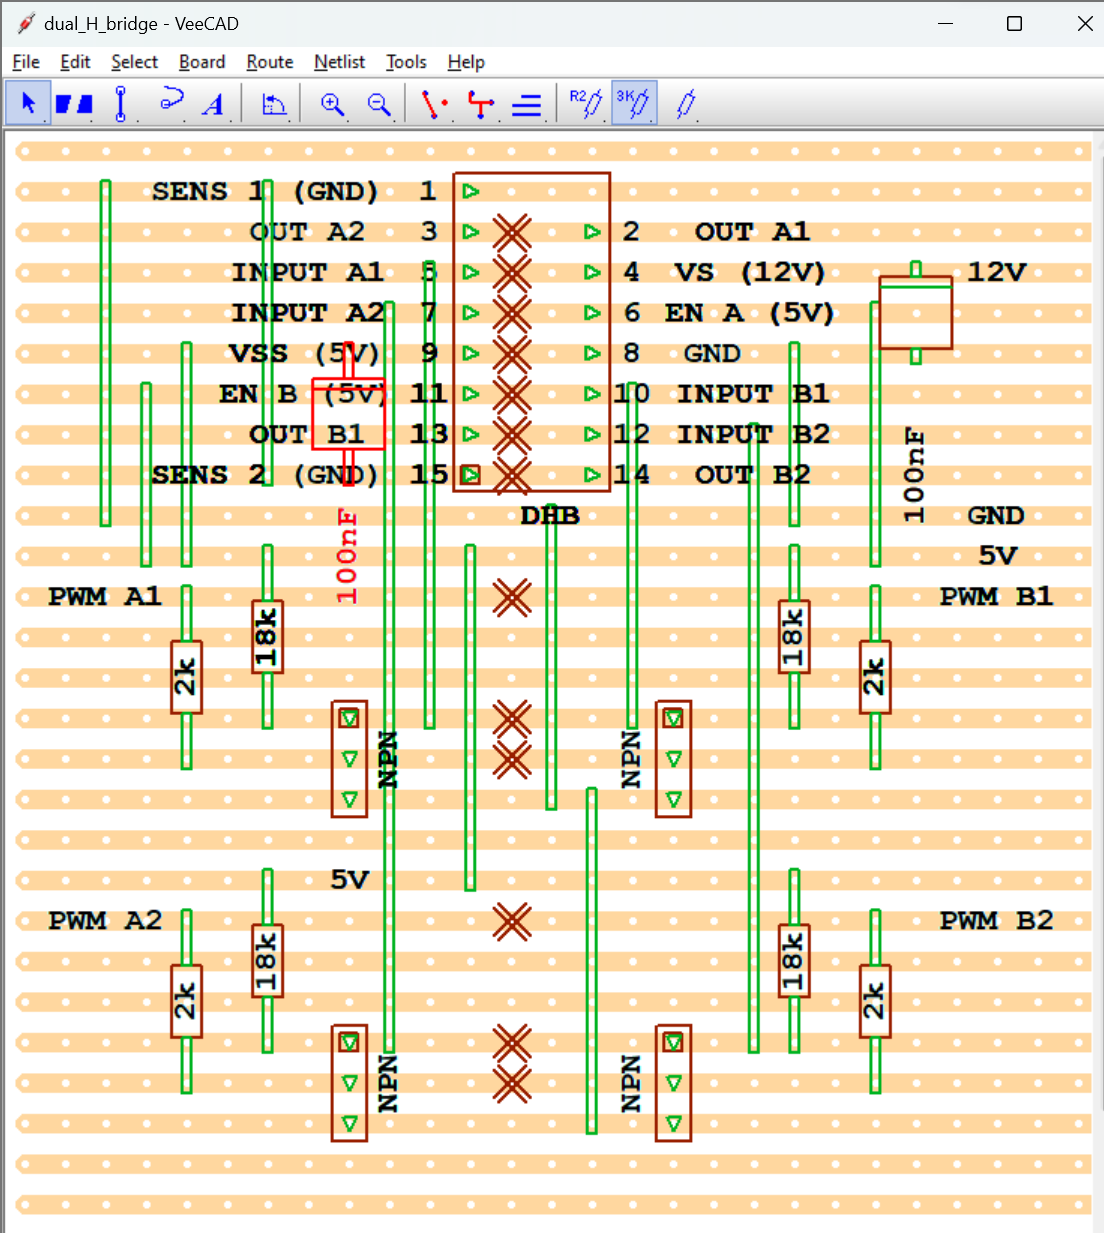 dual_H_bridge - VeeCAD
File Edit Select Board Route Netlist Tools Help
A R2 3K
SENS 1 (GND) 1
OUT A2 3 2 OUT A1
INPUT A1 5 4 VS (12V) 12V
INPUT A2 7 6 EN A (5V)
VSS (5V) 9 8 GND
EN B (5V) 11 10 INPUT B1
OUT B1 13 12 INPUT B2
SENS 2 (GND) 15 14 OUT B2
100nF
DHB GND
100nF
5V
PWM A1 PWM B1
18k 18k
2k 2k
NPN NPN
5V
PWM A2 PWM B2
18k 18k
2k 2k
NPN NPN